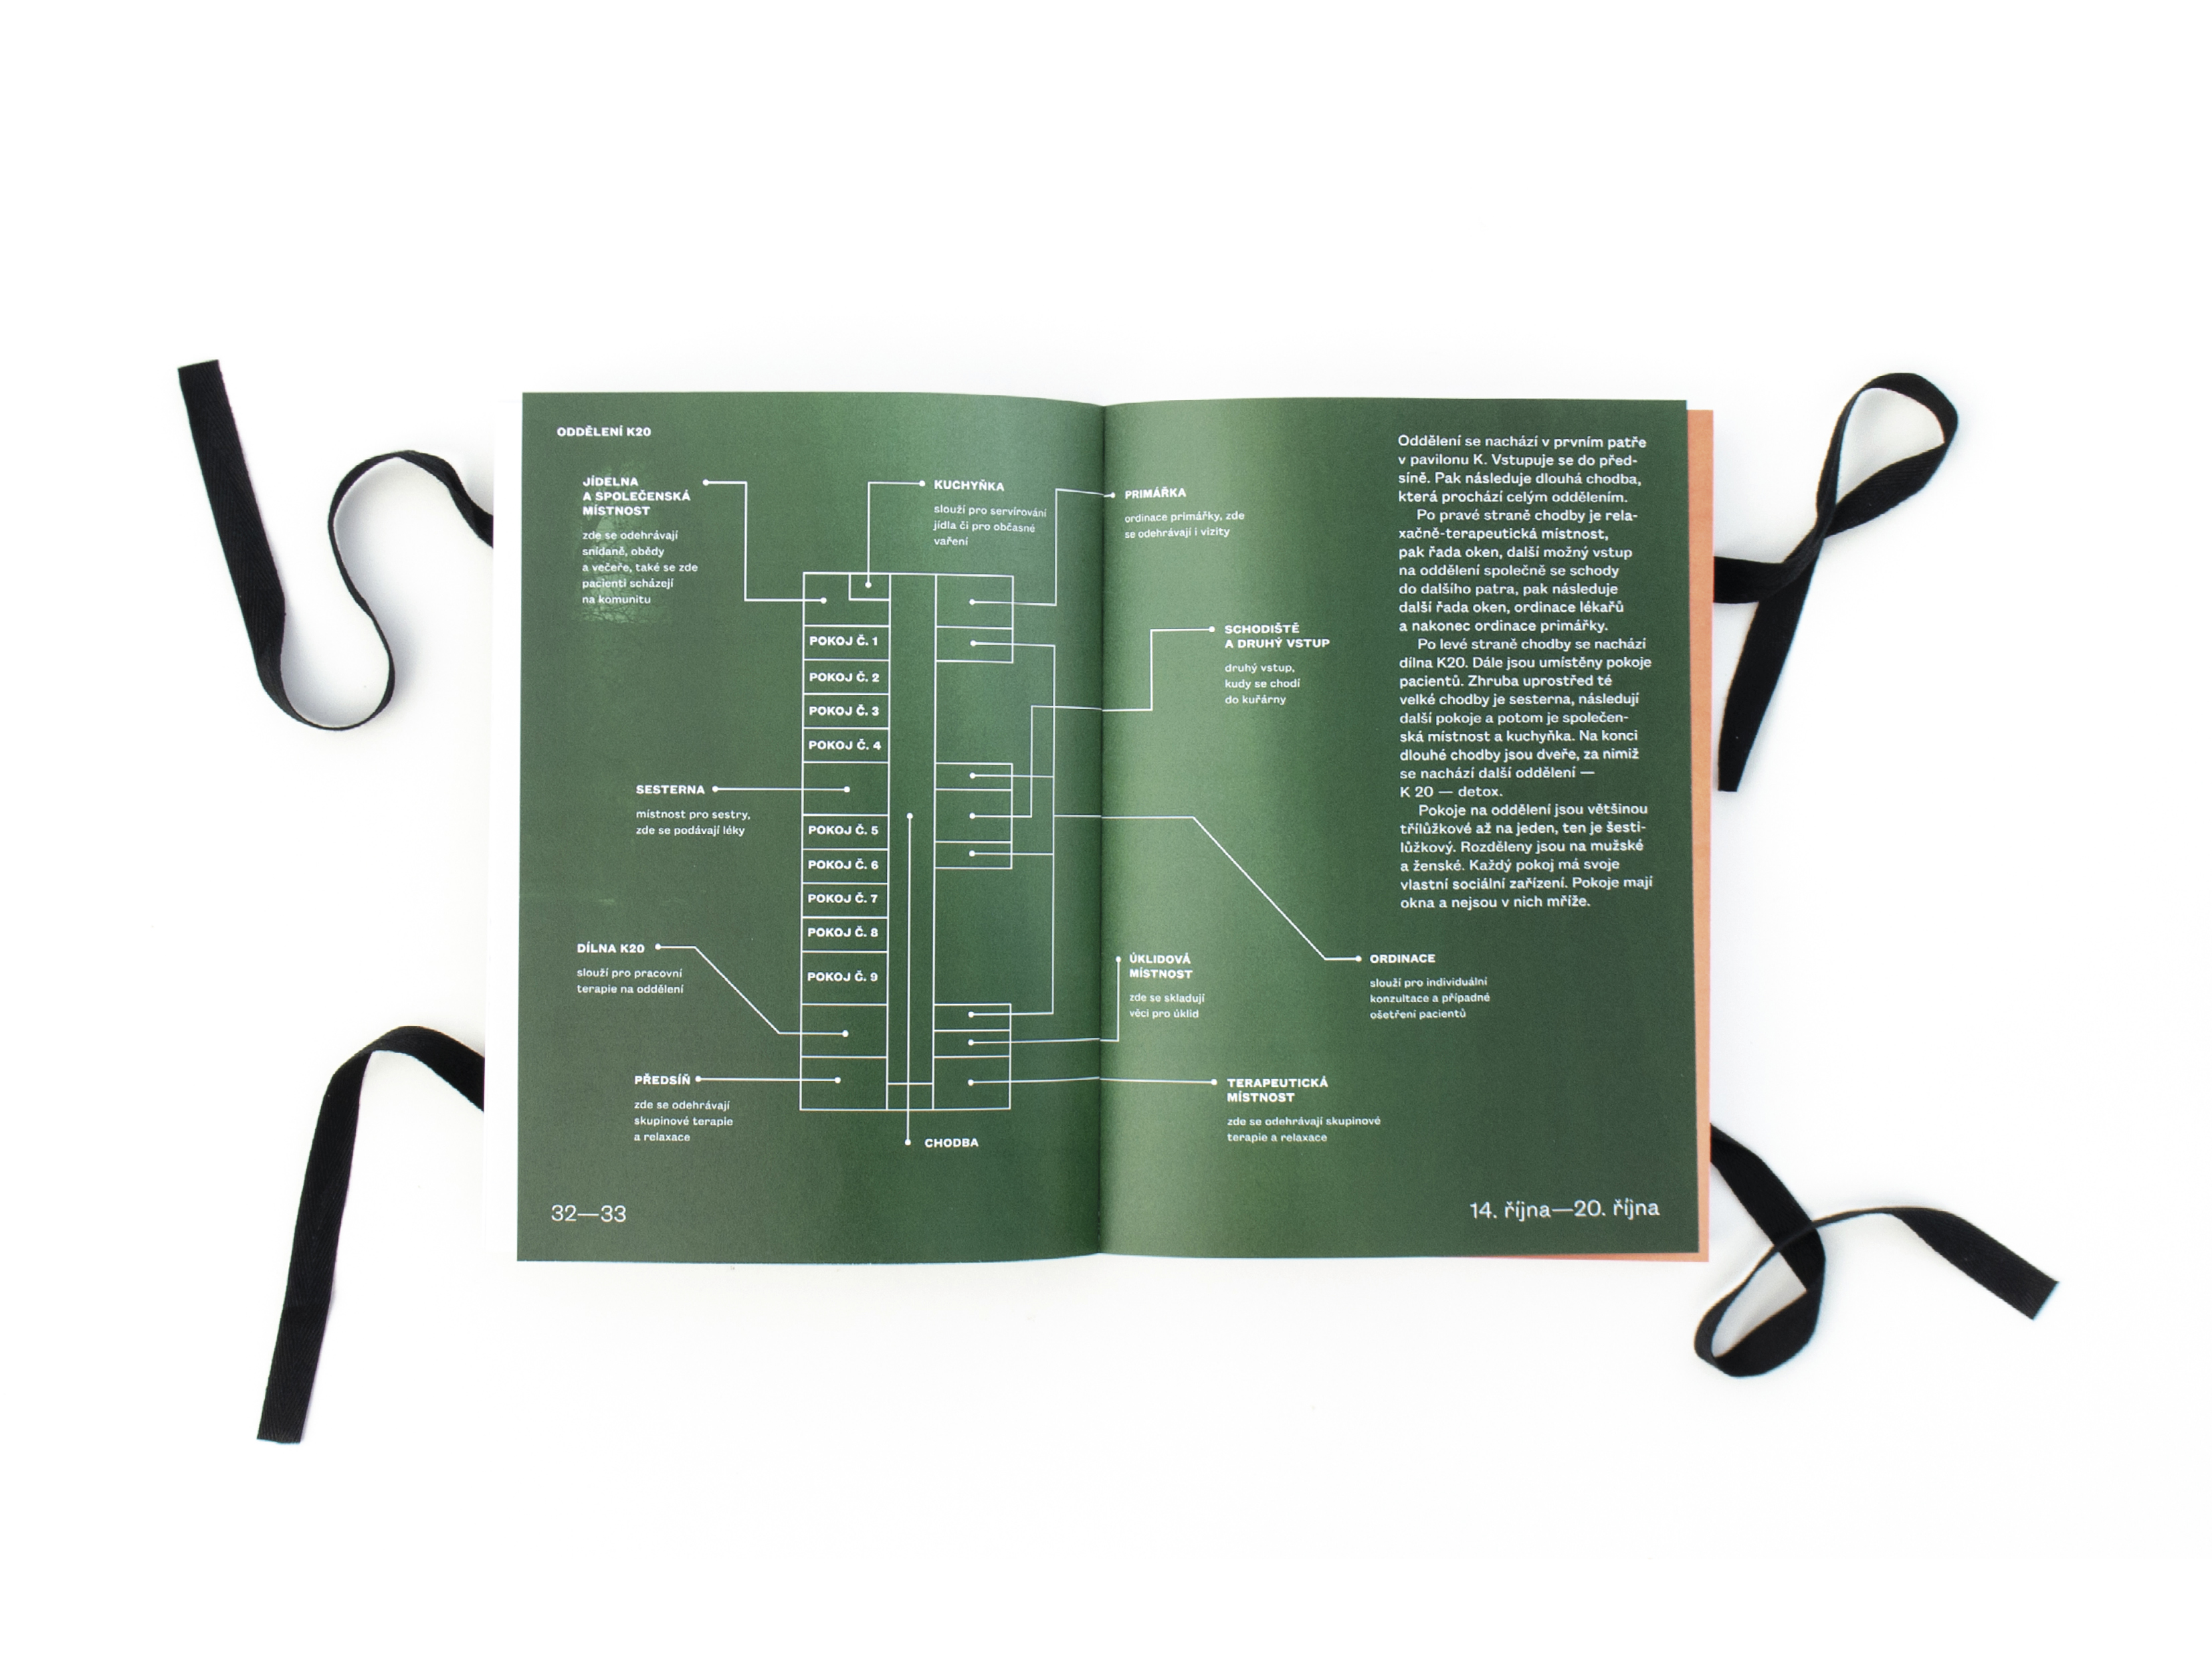 ODDĚLENÍ K20
JÍDELNA
A SPOLEČENSKÁ
MÍSTNOST
zde se odehrávají
snídaně, obědy
a večeře, také se zde
pacienti scházejí
na komunitu
KUCHYŇKA
slouží pro servírování
jídla či pro občasné
vaření
POKOJ Č. 1
POKOJ Č. 2
POKOJ Č. 3
POKOJ Č. 4
SESTERNA
místnost pro sestry,
zde se podávají léky
POKOJ Č. 5
POKOJ Č. 6
POKOJ Č. 7
POKOJ Č. 8
POKOJ Č. 9
DÍLNA K20
slouží pro pracovní
terapie na oddělení
PŘEDSÍŇ
zde se odehrávají
skupinové terapie
a relaxace
CHODBA
32—33
PRIMÁŘKA
ordinace primářky, zde
se odehrávají i vizity
SCHODIŠTĚ
A DRUHÝ VSTUP
druhý vstup,
kudy se chodí
do kuřárny
ÚKLIDOVÁ
MÍSTNOST
zde se skladují
věci pro úklid
ORDINACE
slouží pro individuální
konzultace a případné
ošetření pacientů
TERAPEUTICKÁ
MÍSTNOST
zde se odehrávají skupinové
terapie a relaxace
Oddělení se nachází v prvním patře
v pavilonu K. Vstupuje se do před-
síně. Pak následuje dlouhá chodba,
která prochází celým oddělením.
Po pravé straně chodby je rela-
xačně-terapeutická místnost,
pak řada oken, další možný vstup
na oddělení společně se schody
do dalšího patra, pak následuje
další řada oken, ordinace lékařů
a nakonec ordinace primářky.
Po levé straně chodby se nachází
dílna K20. Dále jsou umístěny pokoje
pacientů. Zhruba uprostřed té
velké chodby je sesterna, následují
další pokoje a potom je společen-
ská místnost a kuchyňka. Na konci
dlouhé chodby jsou dveře, za nimiž
se nachází další oddělení —
K 20 — detox.
Pokoje na oddělení jsou většinou
třílůžkové až na jeden, ten je šesti-
lůžkový. Rozděleny jsou na mužské
a ženské. Každý pokoj má svoje
vlastní sociální zařízení. Pokoje mají
okna a nejsou v nich mříže.
14. října—20. října